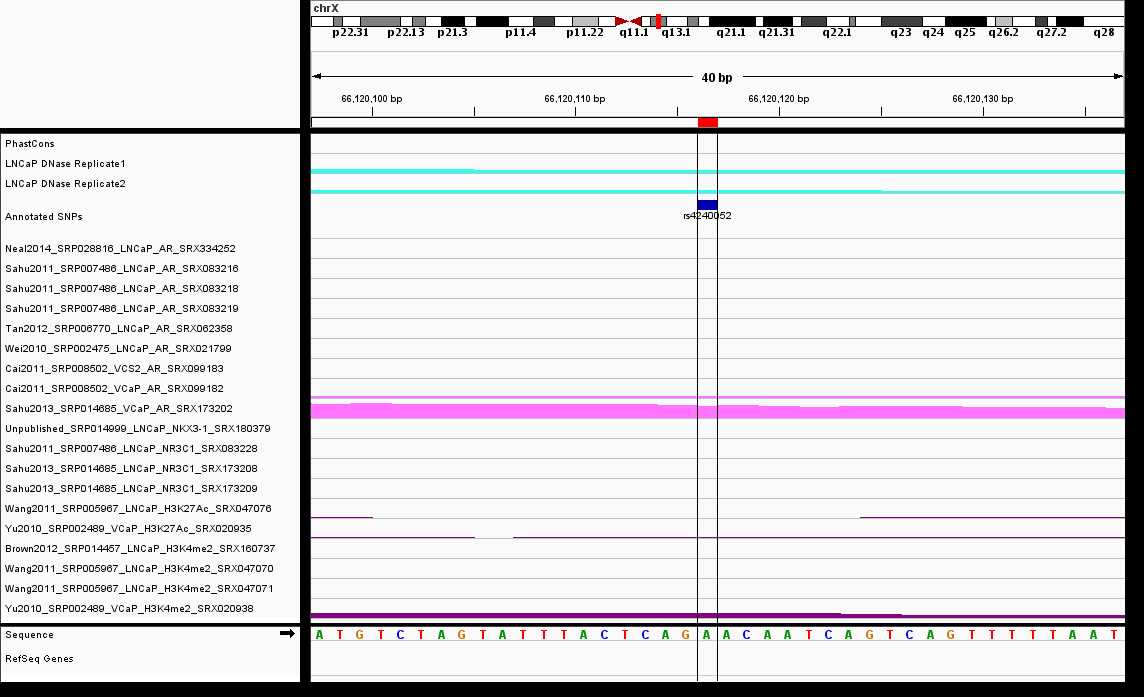 chrX
p22.31 p22.13 p21.3 p11.4 p11.22 q11.1 q13.1 q21.1 q21.31 q22.1 q23 q24 q25 q26.2 q27.2 q28
40 bp
66,120,100 bp 66,120,110 bp 66,120,120 bp 66,120,130 bp
PhastCons
LNCaP DNase Replicate1
LNCaP DNase Replicate2
Annotated SNPs
rs4240052
Neal2014_SRP028816_LNCaP_AR_SRX334252
Sahu2011_SRP007486_LNCaP_AR_SRX083216
Sahu2011_SRP007486_LNCaP_AR_SRX083218
Sahu2011_SRP007486_LNCaP_AR_SRX083219
Tan2012_SRP006770_LNCaP_AR_SRX062358
Wei2010_SRP002475_LNCaP_AR_SRX021799
Cai2011_SRP008502_VCS2_AR_SRX099183
Cai2011_SRP008502_VCaP_AR_SRX099182
Sahu2013_SRP014685_VCaP_AR_SRX173202
Unpublished_SRP014999_LNCaP_NKX3-1_SRX180379
Sahu2011_SRP007486_LNCaP_NR3C1_SRX083228
Sahu2013_SRP014685_LNCaP_NR3C1_SRX173208
Sahu2013_SRP014685_LNCaP_NR3C1_SRX173209
Wang2011_SRP005967_LNCaP_H3K27Ac_SRX047076
Yu2010_SRP002489_VCaP_H3K27Ac_SRX020935
Brown2012_SRP014457_LNCaP_H3K4me2_SRX160737
Wang2011_SRP005967_LNCaP_H3K4me2_SRX047070
Wang2011_SRP005967_LNCaP_H3K4me2_SRX047071
Yu2010_SRP002489_VCaP_H3K4me2_SRX020938
Sequence A T G T C T A G T A T T T A C T C A G A A C A A T C A G T C A G T T T T T A A T
RefSeq Genes